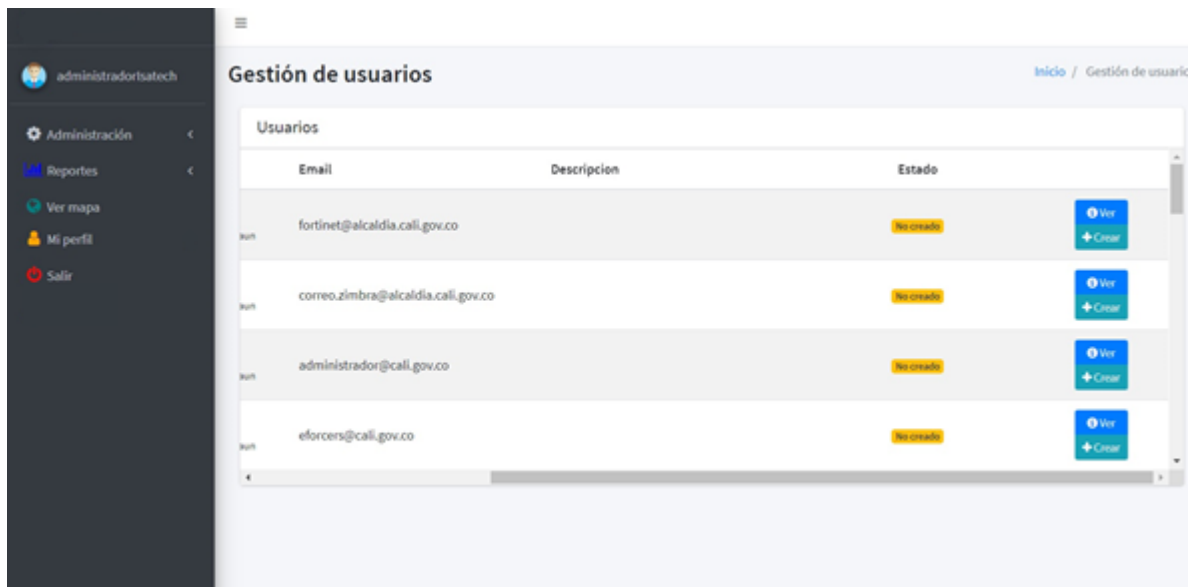 administradorIsatech
Gestión de usuarios
Inicio / Gestión de usuario
Administración
Reportes
Ver mapa
Mi perfil
Salir
Usuarios
Email Descripcion Estado
fortinet@alcaldia.cali.gov.co No creado Ver
Crear
correo.zimbra@alcaldia.cali.gov.co No creado Ver
Crear
administrador@cali.gov.co No creado Ver
Crear
eforcers@cali.gov.co No creado Ver
Crear